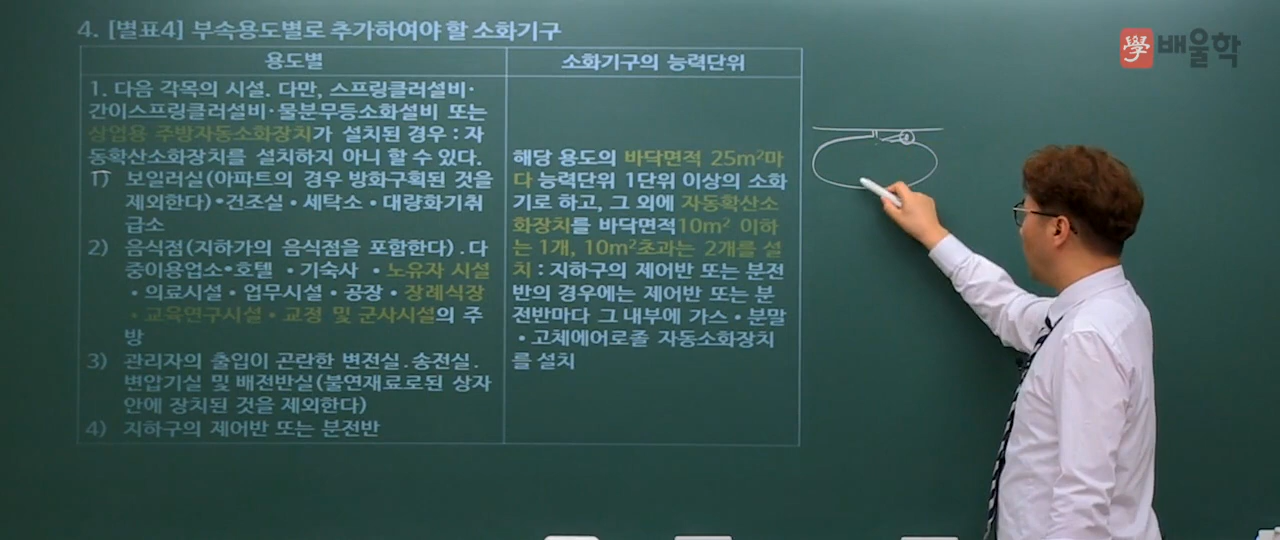 4. [별표4] 부속용도별로 추가하여야 할 소화기구
學 배울학
용도별
소화기구의 능력단위
1. 다음 각목의 시설. 다만, 스프링클러설비·
간이스프링클러설비·물분무등소화설비 또는
상업용 주방자동소화장치가 설치된 경우 : 자
동확산소화장치를 설치하지 아니 할 수 있다.
1) 보일러실(아파트의 경우 방화구획된 것을
제외한다)•건조실•세탁소•대량화기취
급소
2) 음식점(지하가의 음식점을 포함한다).다
중이용업소•호텔 •기숙사 •노유자 시설
•의료시설•업무시설•공장•장례식장
•교육연구시설•교정 및 군사시설의 주
방
3) 관리자의 출입이 곤란한 변전실.송전실.
변압기실 및 배전반실(불연재료로된 상자
안에 장치된 것을 제외한다)
4) 지하구의 제어반 또는 분전반
해당 용도의 바닥면적 25m²마
다 능력단위 1단위 이상의 소화
기로 하고, 그 외에 자동확산소
화장치를 바닥면적10m² 이하
는 1개, 10m²초과는 2개를 설
치 : 지하구의 제어반 또는 분전
반의 경우에는 제어반 또는 분
전반마다 그 내부에 가스•분말
•고체에어로졸 자동소화장치
를 설치